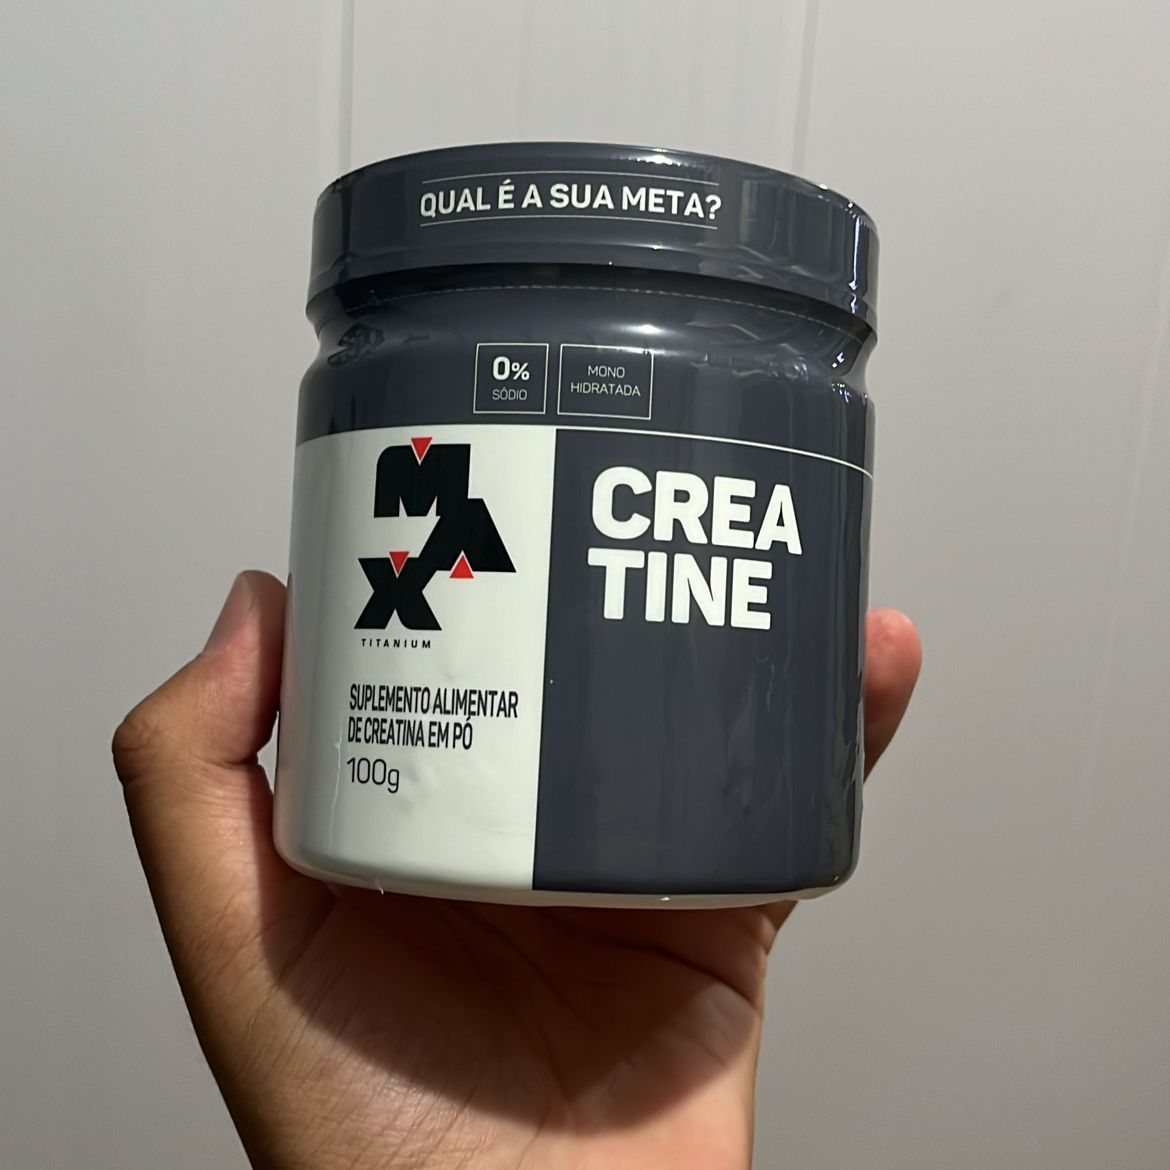 QUAL É A SUA META?
0%
SÓDIO
MONO
HIDRATADA
MAX
TITANIUM
SUPLEMENTO ALIMENTAR
DE CREATINA EM PÓ
100g
CREA
TINE